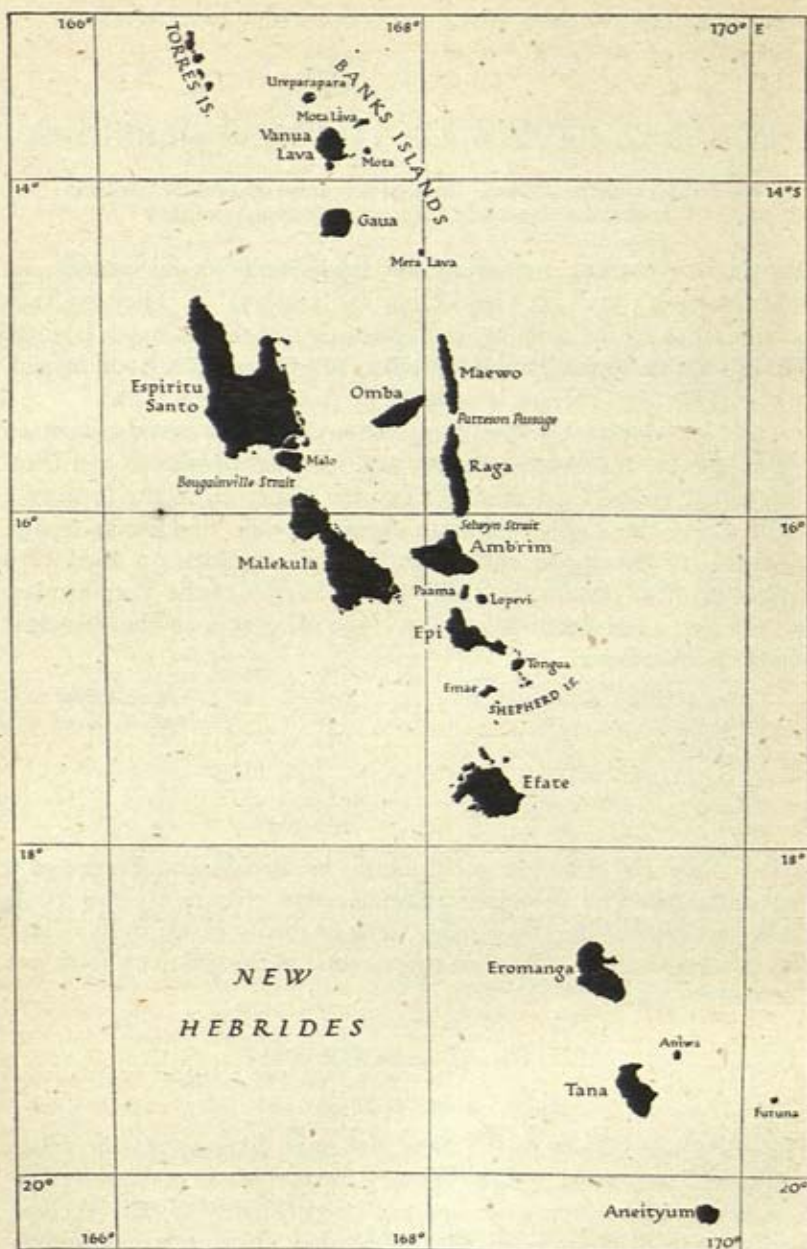 166°
168°
170° E
TORRES IS.
Ureparapara
BANKS ISLANDS
Mota Lava
Vanua
Lava
Mota
14°
14° S
Gaua
Mera Lava
Espiritu
Santo
Omba
Maewo
Patteson Passage
Malo
Raga
Bougainville Strait
16°
16°
Selwyn Strait
Ambrim
Malekula
Paama
Lopevi
Epi
Tongoa
Emae
SHEPHERD IS.
Efate
18°
18°
Eromanga
NEW
HEBRIDES
Aniwa
Tana
Futuna
20°
20°
Aneityum
166°
168°
170°